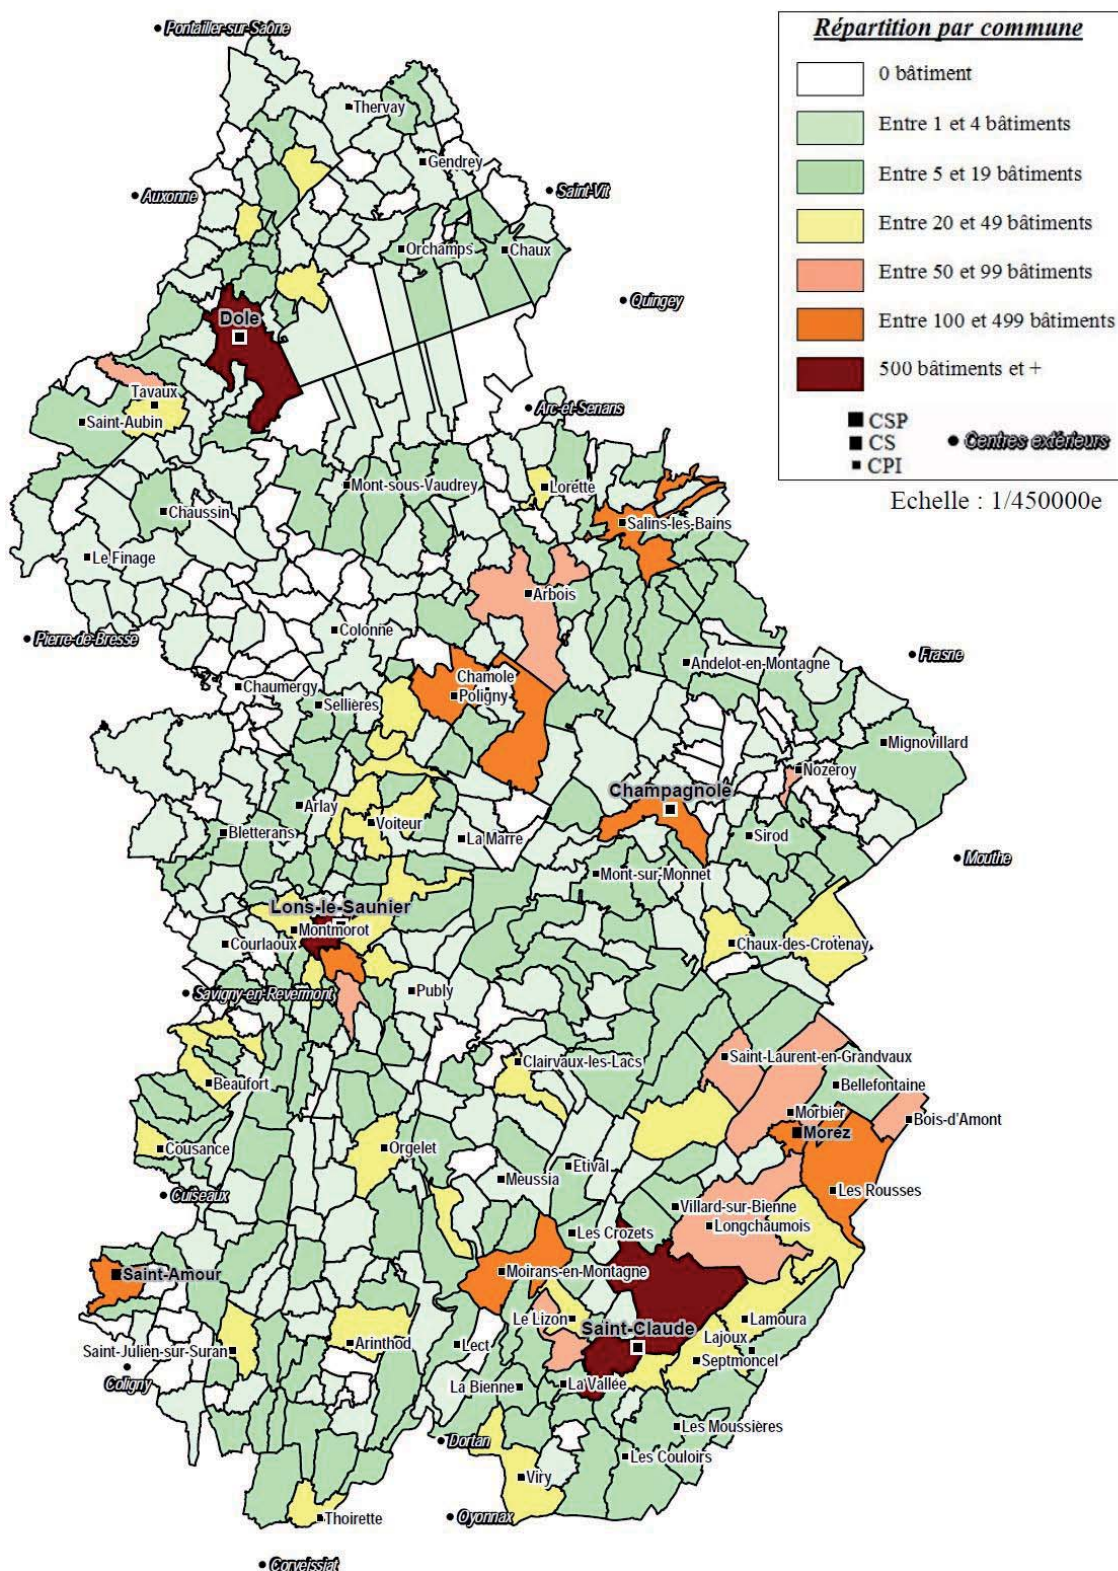 Pontailler-sur-Saône
Répartition par commune
0 bâtiment
Entre 1 et 4 bâtiments
Entre 5 et 19 bâtiments
Entre 20 et 49 bâtiments
Entre 50 et 99 bâtiments
Entre 100 et 499 bâtiments
500 bâtiments et +
CSP
CS
CPI
Centres extérieurs
Echelle : 1/450000e
Thervay
Gendrey
Auxonne
Saint-Vit
Orchamps
Chaux
Quingey
Dole
Tavaux
Saint-Aubin
Arc-et-Senans
Mont-sous-Vaudrey
Lorette
Chaussin
Salins-les-Bains
Le Finage
Arbois
Pierre-de-Bresse
Colonne
Andelot-en-Montagne
Frasne
Chamole
Poligny
Chaumergy
Sellières
Mignovillard
Nozeroy
Champagnole
Arlay
Voiteur
Bletterans
La Marre
Sirod
Mouthe
Mont-sur-Monnet
Lons-le-Saunier
Montmorot
Courlaoux
Chaux-des-Crotenay
Savigny-en-Revermont
Publy
Clairvaux-les-Lacs
Saint-Laurent-en-Grandvaux
Beaufort
Bellefontaine
Morbier
Bois-d'Amont
Morez
Cousance
Orgelet
Etival
Meussia
Cuiseaux
Les Rousses
Villard-sur-Bienne
Longchaumois
Les Crozets
Saint-Amour
Moirans-en-Montagne
Le Lizon
Lamoura
Saint-Claude
Lajoux
Arinthod
Lect
Saint-Julien-sur-Suran
Septmoncel
Coligny
La Bienne
La Vallée
Les Moussières
Dortan
Les Couloirs
Viry
Thoirette
Oyonnax
Corveissiat